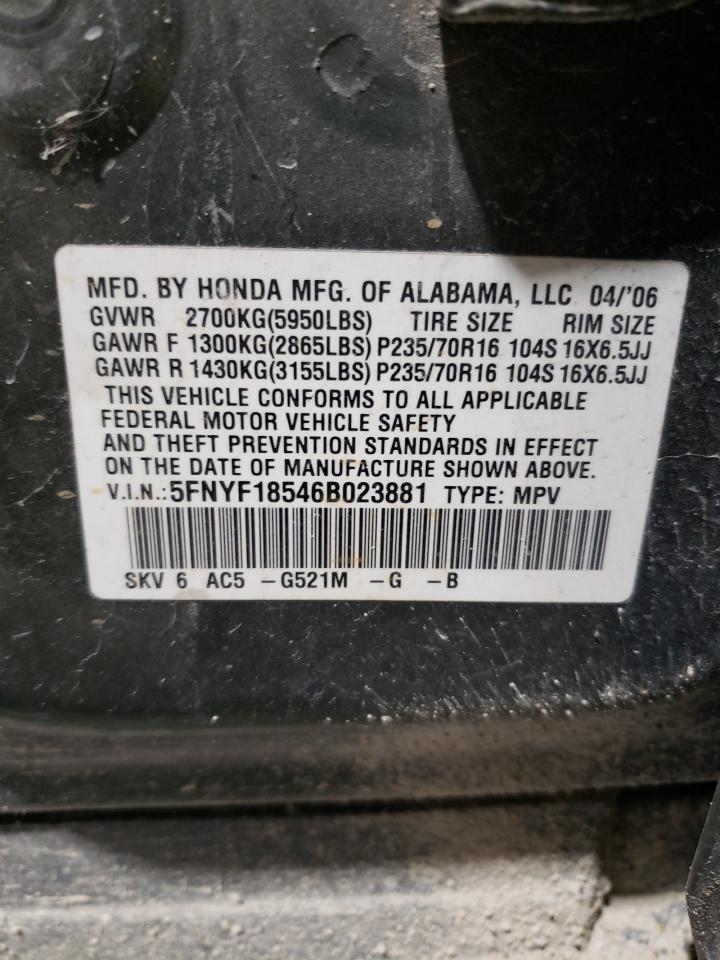 MFD. BY HONDA MFG. OF ALABAMA, LLC 04/'06
GVWR 2700KG(5950LBS) TIRE SIZE RIM SIZE
GAWR F 1300KG(2865LBS) P235/70R16 104S 16X6.5JJ
GAWR R 1430KG(3155LBS) P235/70R16 104S 16X6.5JJ
THIS VEHICLE CONFORMS TO ALL APPLICABLE
FEDERAL MOTOR VEHICLE SAFETY
AND THEFT PREVENTION STANDARDS IN EFFECT
ON THE DATE OF MANUFACTURE SHOWN ABOVE.
V.I.N.:5FNYF18546B023881 TYPE: MPV
SKV 6 AC5 -G521M -G -B